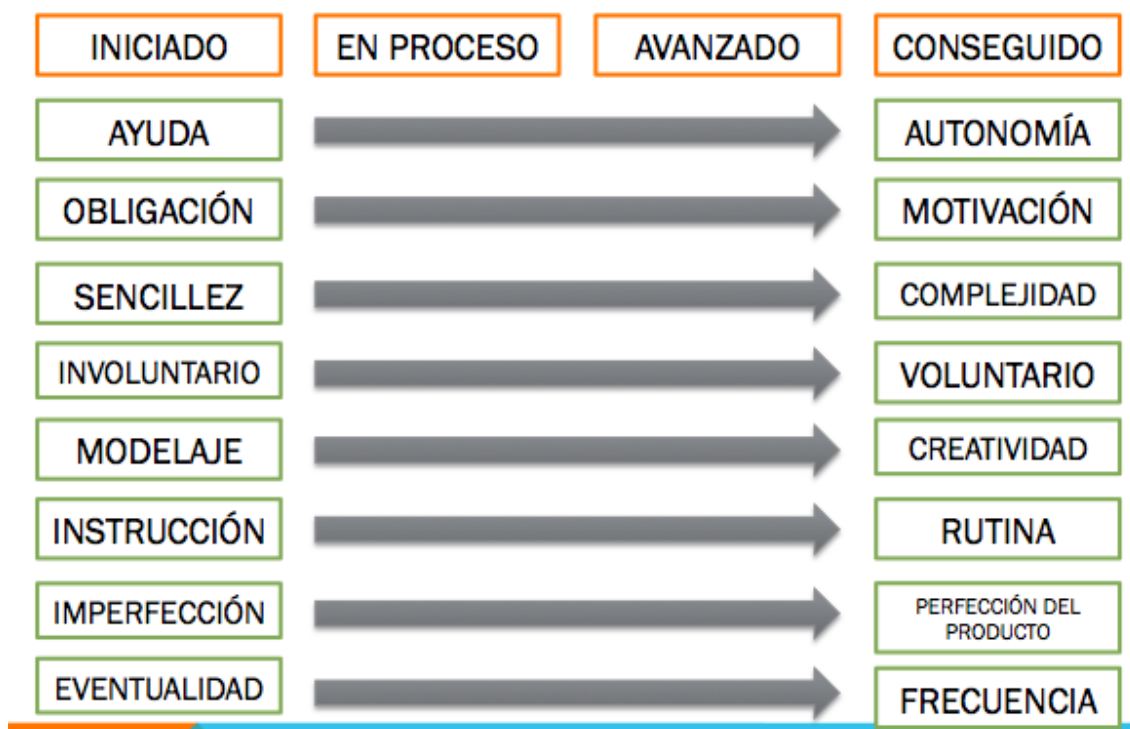 INICIADO EN PROCESO AVANZADO CONSEGUIDO
AYUDA AUTONOMÍA
OBLIGACIÓN MOTIVACIÓN
SENCILLEZ COMPLEJIDAD
INVOLUNTARIO VOLUNTARIO
MODELAJE CREATIVIDAD
INSTRUCCIÓN RUTINA
IMPERFECCIÓN PERFECCIÓN DEL
PRODUCTO
EVENTUALIDAD FRECUENCIA